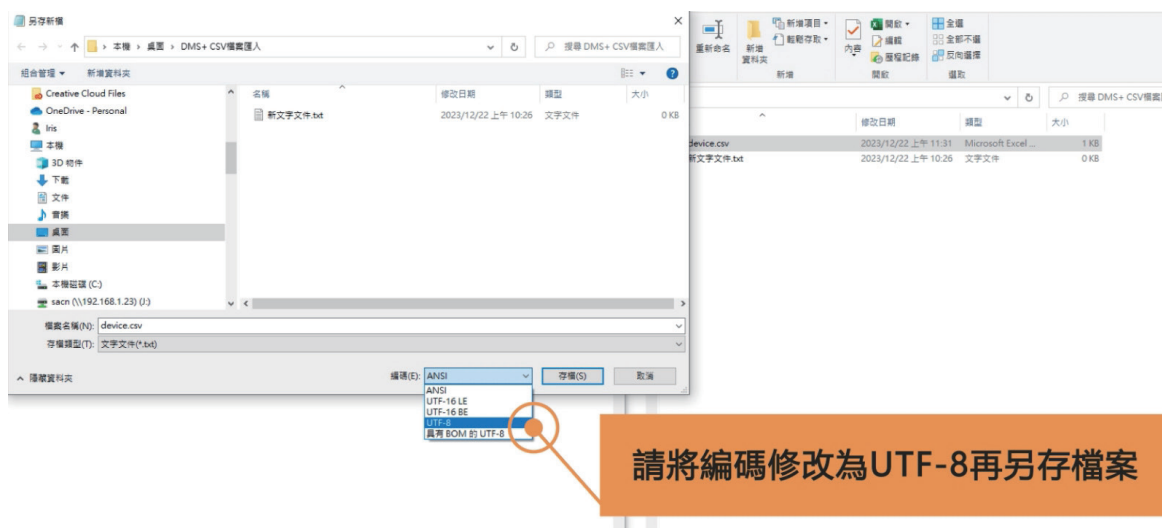 另存新檔
本機 › 桌面 › DMS+ CSV檔案匯入
搜尋 DMS+ CSV檔案匯入
組合管理
新增資料夾
Creative Cloud Files
OneDrive - Personal
Iris
本機
3D 物件
下載
文件
音樂
桌面
圖片
影片
本機磁碟 (C:)
sacn (\\192.168.1.23) (J:)
名稱
修改日期
類型
大小
新文字文件.txt
2023/12/22 上午 10:26
文字文件
0 KB
檔案名稱(N): device.csv
存檔類型(T): 文字文件(*.txt)
隱藏資料夾
編碼(E): ANSI
存檔(S)
取消
ANSI
UTF-16 LE
UTF-16 BE
UTF-8
具有 BOM 的 UTF-8
重新命名
新增
資料夾
新增項目
輕鬆存取
新增
內容
開啟
編輯
歷程記錄
開啟
全選
全部不選
反向選擇
選取
搜尋 DMS+ CSV檔案
修改日期
類型
大小
device.csv
2023/12/22 上午 11:31
Microsoft Excel ...
1 KB
新文字文件.txt
2023/12/22 上午 10:26
文字文件
0 KB
請將編碼修改為UTF-8再另存檔案